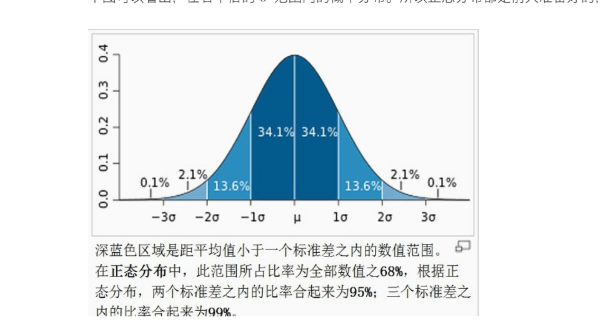 0.4
0.3
0.2
0.1
0.0
34.1% 34.1%
0.1% 2.1% 13.6% 13.6% 2.1% 0.1%
−3σ −2σ −1σ μ 1σ 2σ 3σ
深蓝色区域是距平均值小于一个标准差之内的数值范围。
在正态分布中，此范围所占比率为全部数值之68%，根据正
态分布，两个标准差之内的比率合起来为95%；三个标准差之
内的比率合起来为99%。